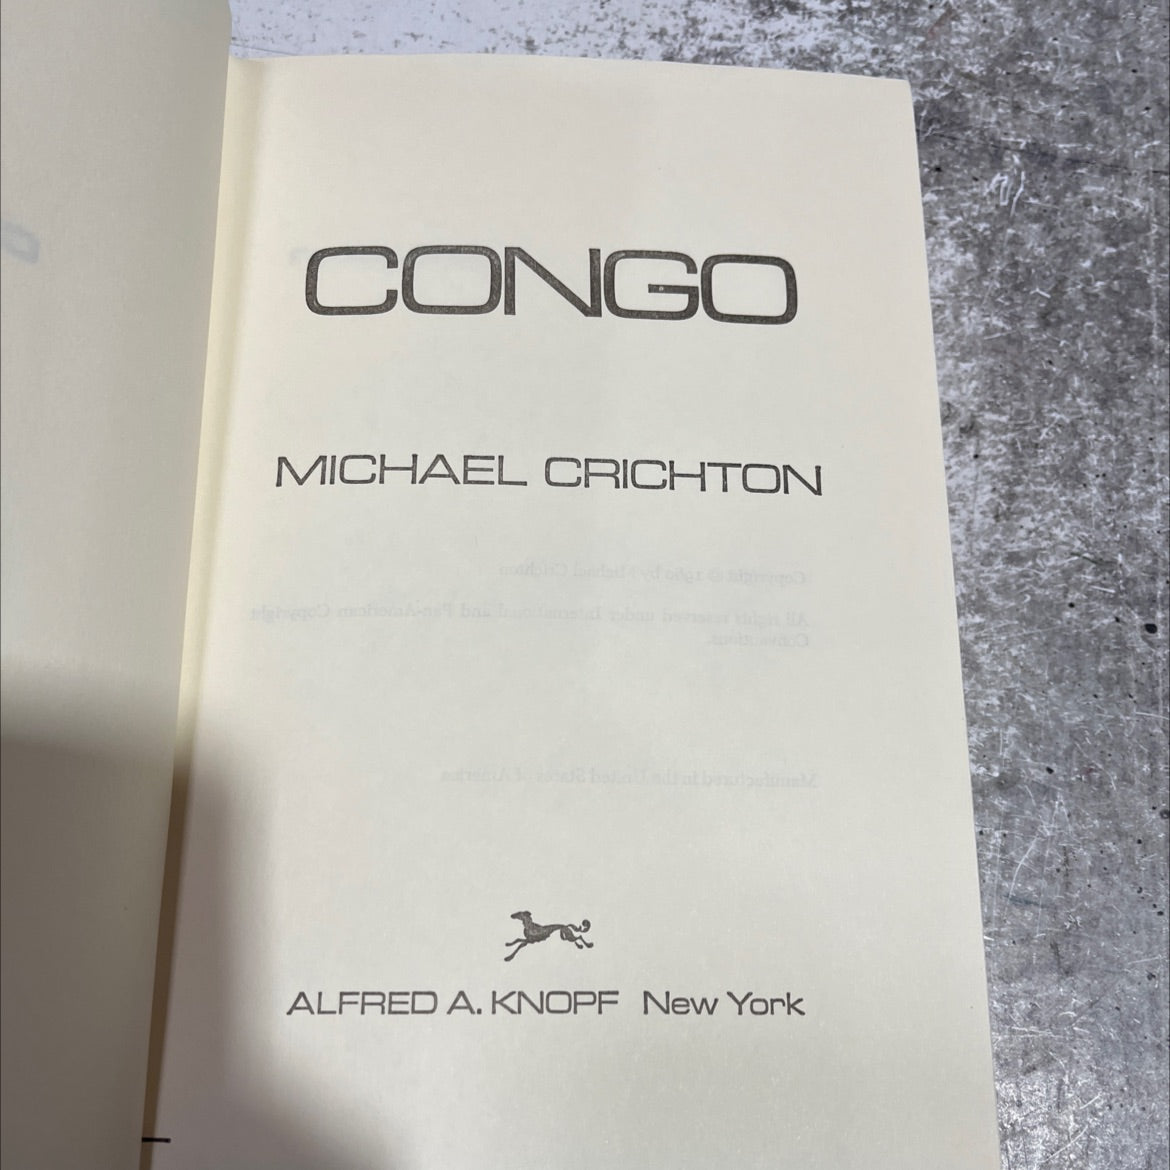 CONGO
MICHAEL CRICHTON
Copyright © 1980 by Michael Crichton
All rights reserved under International and Pan-American Copyright
Conventions.
Manufactured in the United States of America
ALFRED A. KNOPF New York